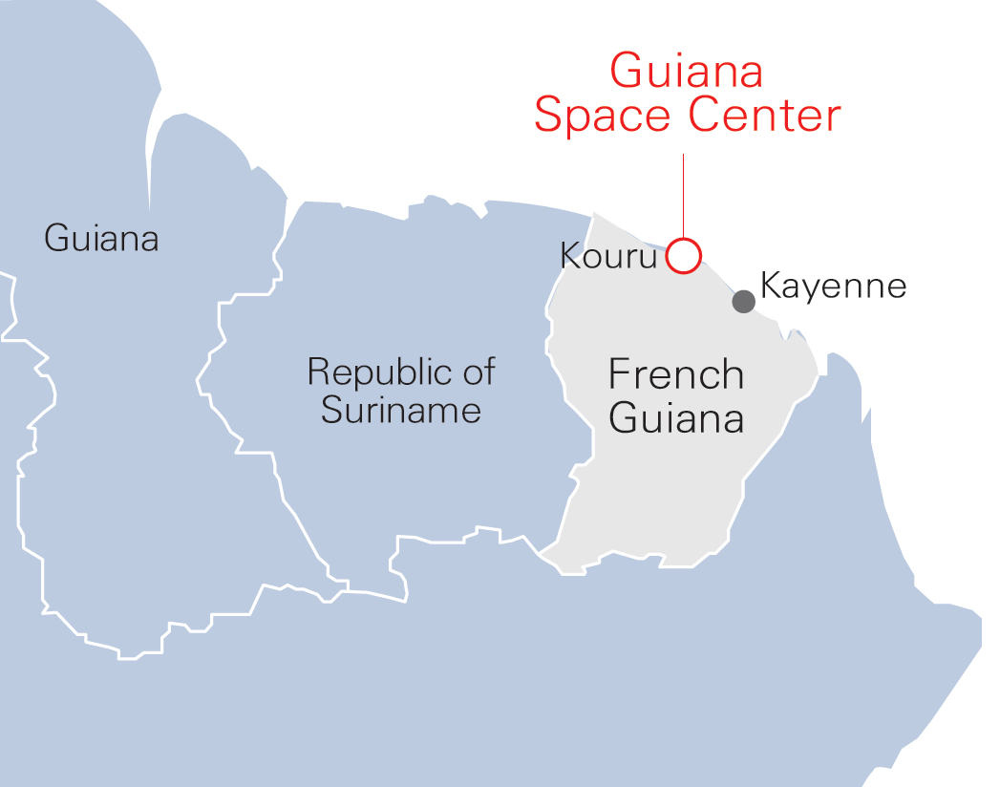 Guiana
Space Center
Guiana
Kouru
Kayenne
Republic of
Suriname
French
Guiana